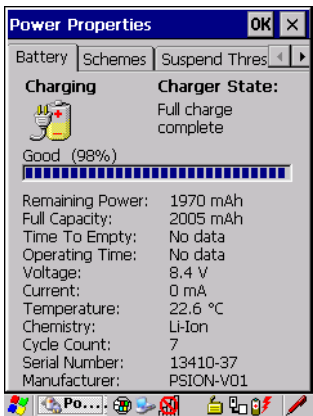 Power Properties OK
Battery Schemes Suspend Thres
Charging Charger State:
Full charge
complete
Good (98%)
Remaining Power: 1970 mAh
Full Capacity: 2005 mAh
Time To Empty: No data
Operating Time: No data
Voltage: 8.4 V
Current: 0 mA
Temperature: 22.6 °C
Chemistry: Li-Ion
Cycle Count: 7
Serial Number: 13410-37
Manufacturer: PSION-V01
Po....